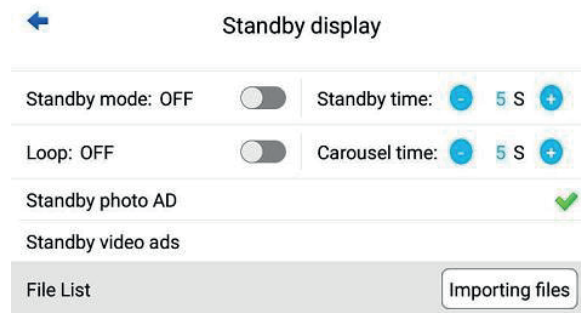 Standby display
Standby mode: OFF Standby time: - 5 S +
Loop: OFF Carousel time: - 5 S +
Standby photo AD
Standby video ads
File List Importing files